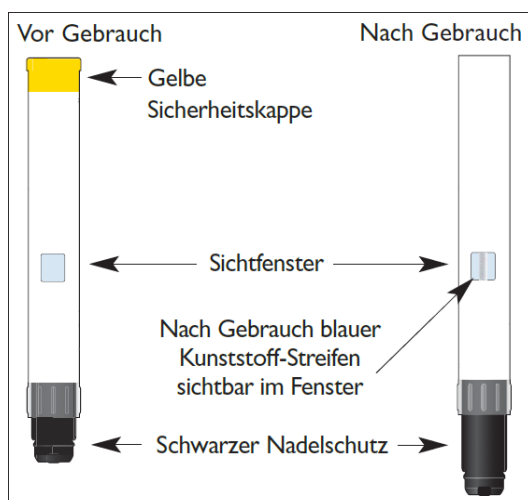 Vor Gebrauch
Nach Gebrauch
Gelbe
Sicherheitskappe
Sichtfenster
Nach Gebrauch blauer
Kunststoff-Streifen
sichtbar im Fenster
Schwarzer Nadelschutz